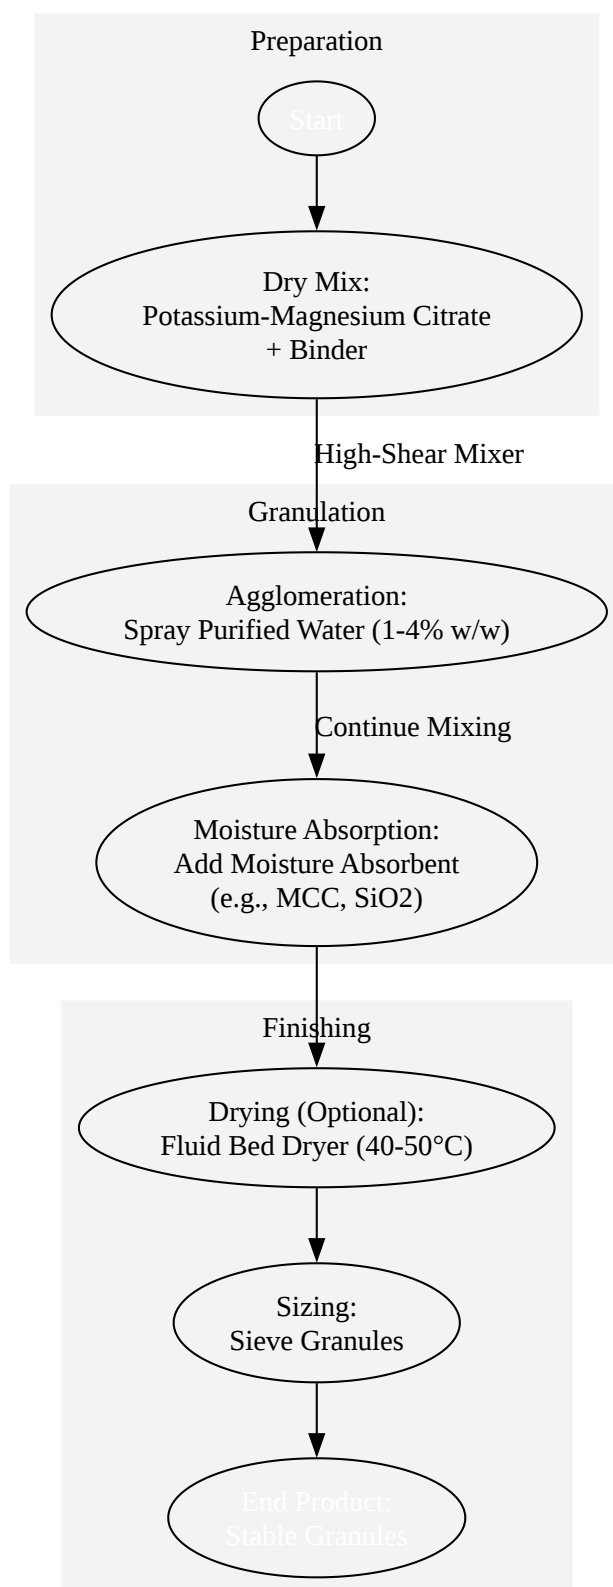 Preparation
Start
Dry Mix:
Potassium-Magnesium Citrate
+ Binder
High-Shear Mixer
Granulation
Agglomeration:
Spray Purified Water (1-4% w/w)
Continue Mixing
Moisture Absorption:
Add Moisture Absorbent
(e.g., MCC, SiO2)
Finishing
Drying (Optional):
Fluid Bed Dryer (40-50°C)
Sizing:
Sieve Granules
End Product:
Stable Granules